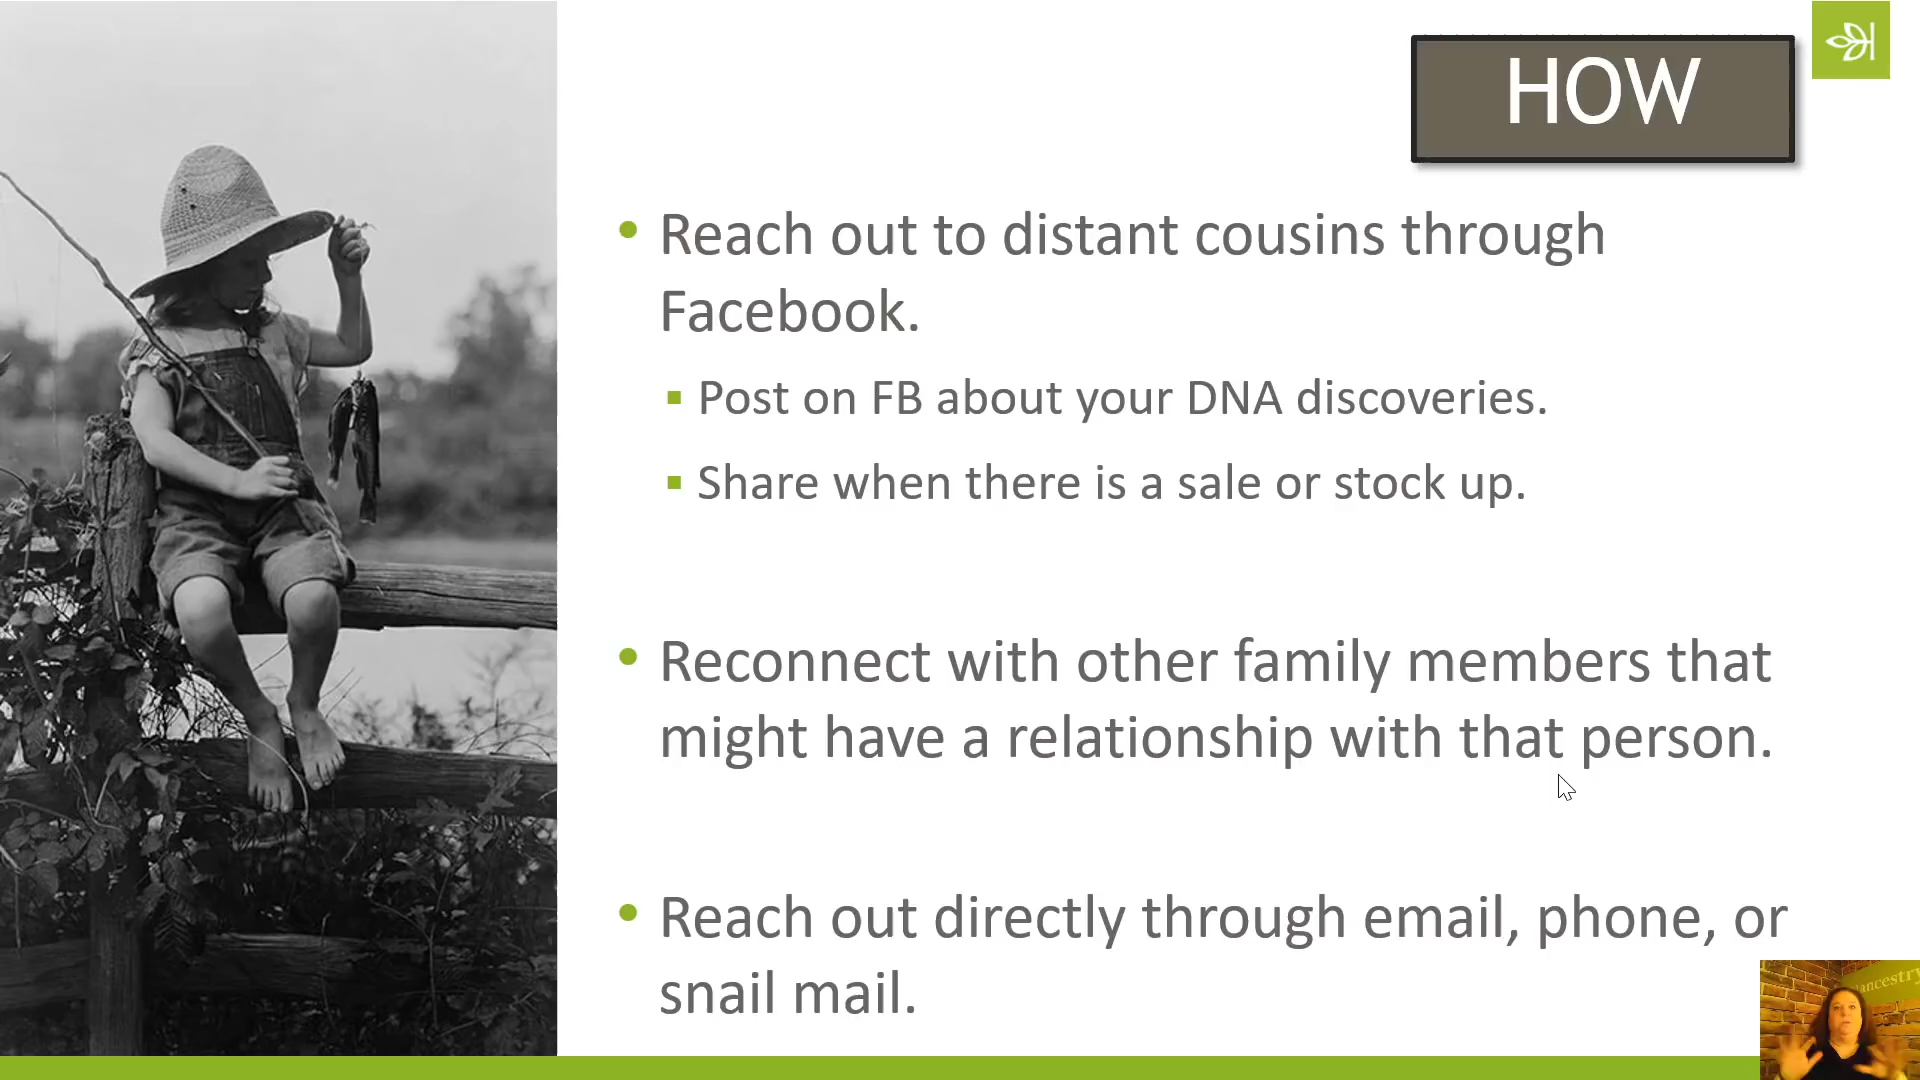 HOW
Reach out to distant cousins through
Facebook.
Post on FB about your DNA discoveries.
Share when there is a sale or stock up.
Reconnect with other family members that
might have a relationship with that person.
Reach out directly through email, phone, or
snail mail.
ancestry